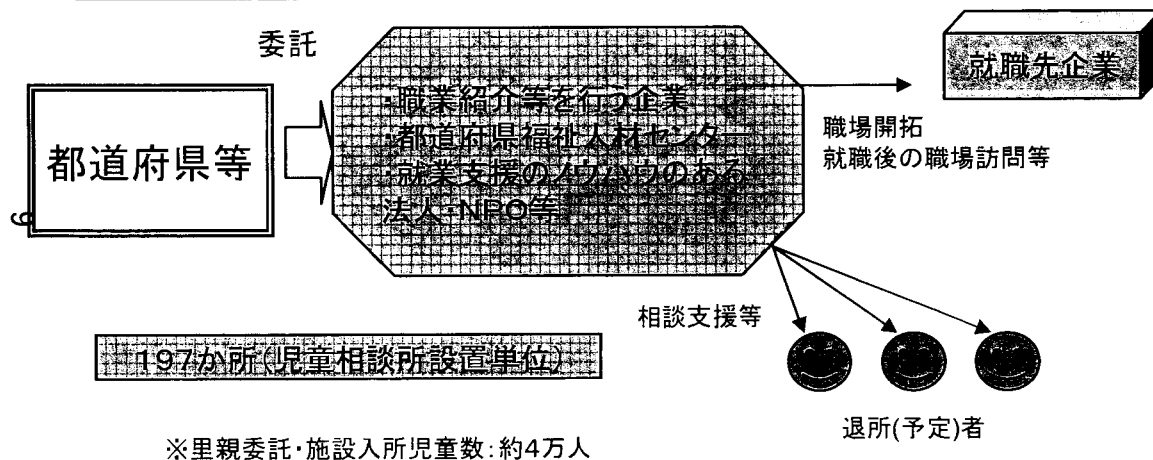 委託
就職先企業
・職業紹介等を行う企業
・都道府県福祉人材センター
・就業支援のノウハウのある
法人・NPO等
都道府県等
職場開拓
就職後の職場訪問等
相談支援等
197か所(児童相談所設置単位)
退所(予定)者
※里親委託・施設入所児童数:約4万人